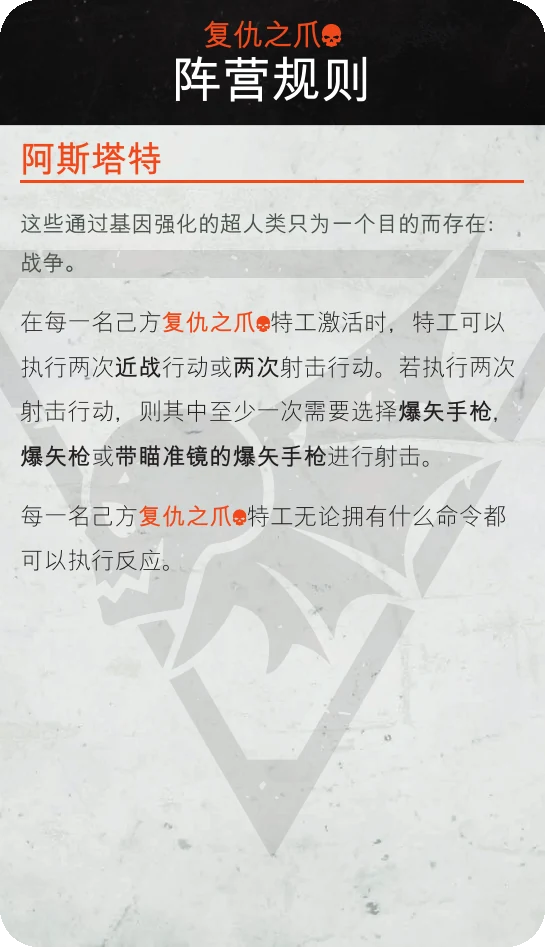 复仇之爪
阵营规则
阿斯塔特
这些通过基因强化的超人类只为一个目的而存在：
战争。
在每一名己方复仇之爪特工激活时，特工可以
执行两次近战行动或两次射击行动。若执行两次
射击行动，则其中至少一次需要选择爆矢手枪，
爆矢枪或带瞄准镜的爆矢手枪进行射击。
每一名己方复仇之爪特工无论拥有什么命令都
可以执行反应。